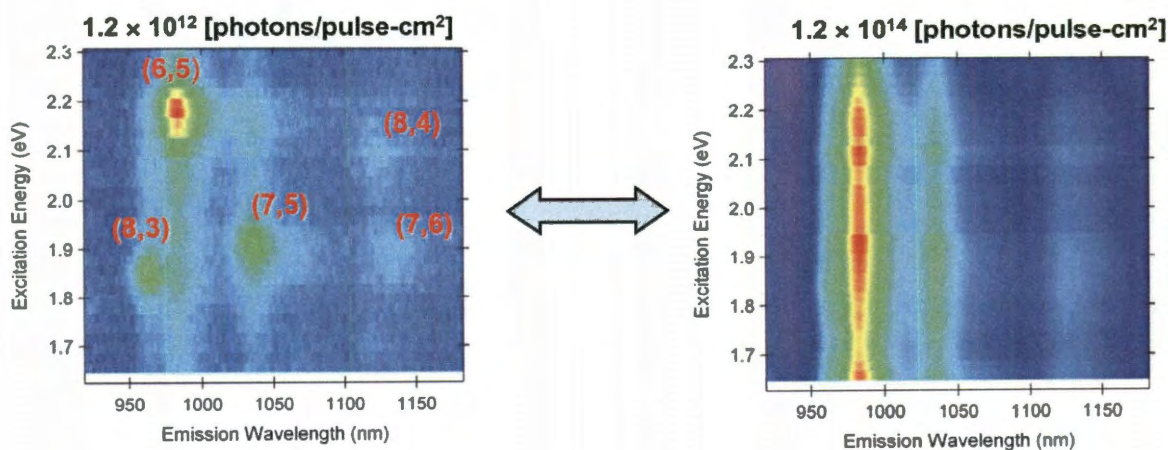 1.2 × 10¹² [photons/pulse-cm²]
2.3
2.2
2.1
2.0
1.9
1.8
1.7
Excitation Energy (eV)
(6,5)
(8,4)
(7,5)
(8,3)
(7,6)
950 1000 1050 1100 1150
Emission Wavelength (nm)
1.2 × 10¹⁴ [photons/pulse-cm²]
2.3
2.2
2.1
2.0
1.9
1.8
1.7
Excitation Energy (eV)
950 1000 1050 1100 1150
Emission Wavelength (nm)